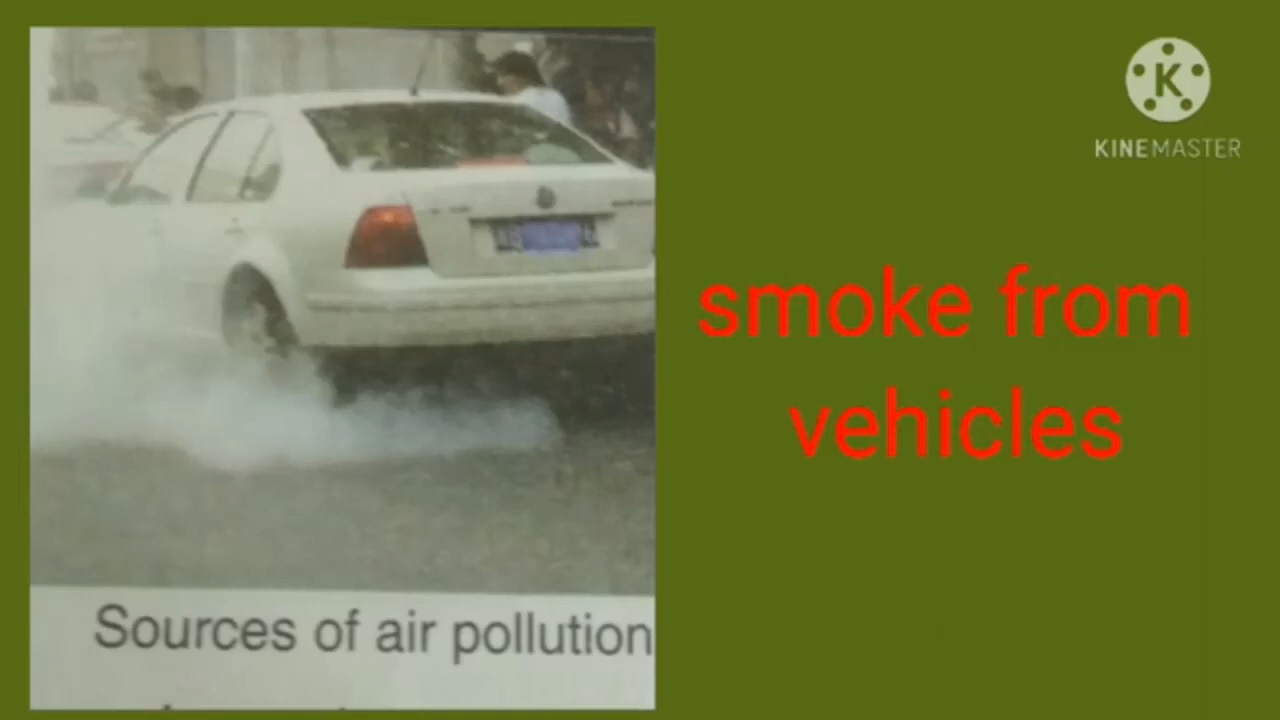 K
KINEMASTER
smoke from
vehicles
Sources of air pollution